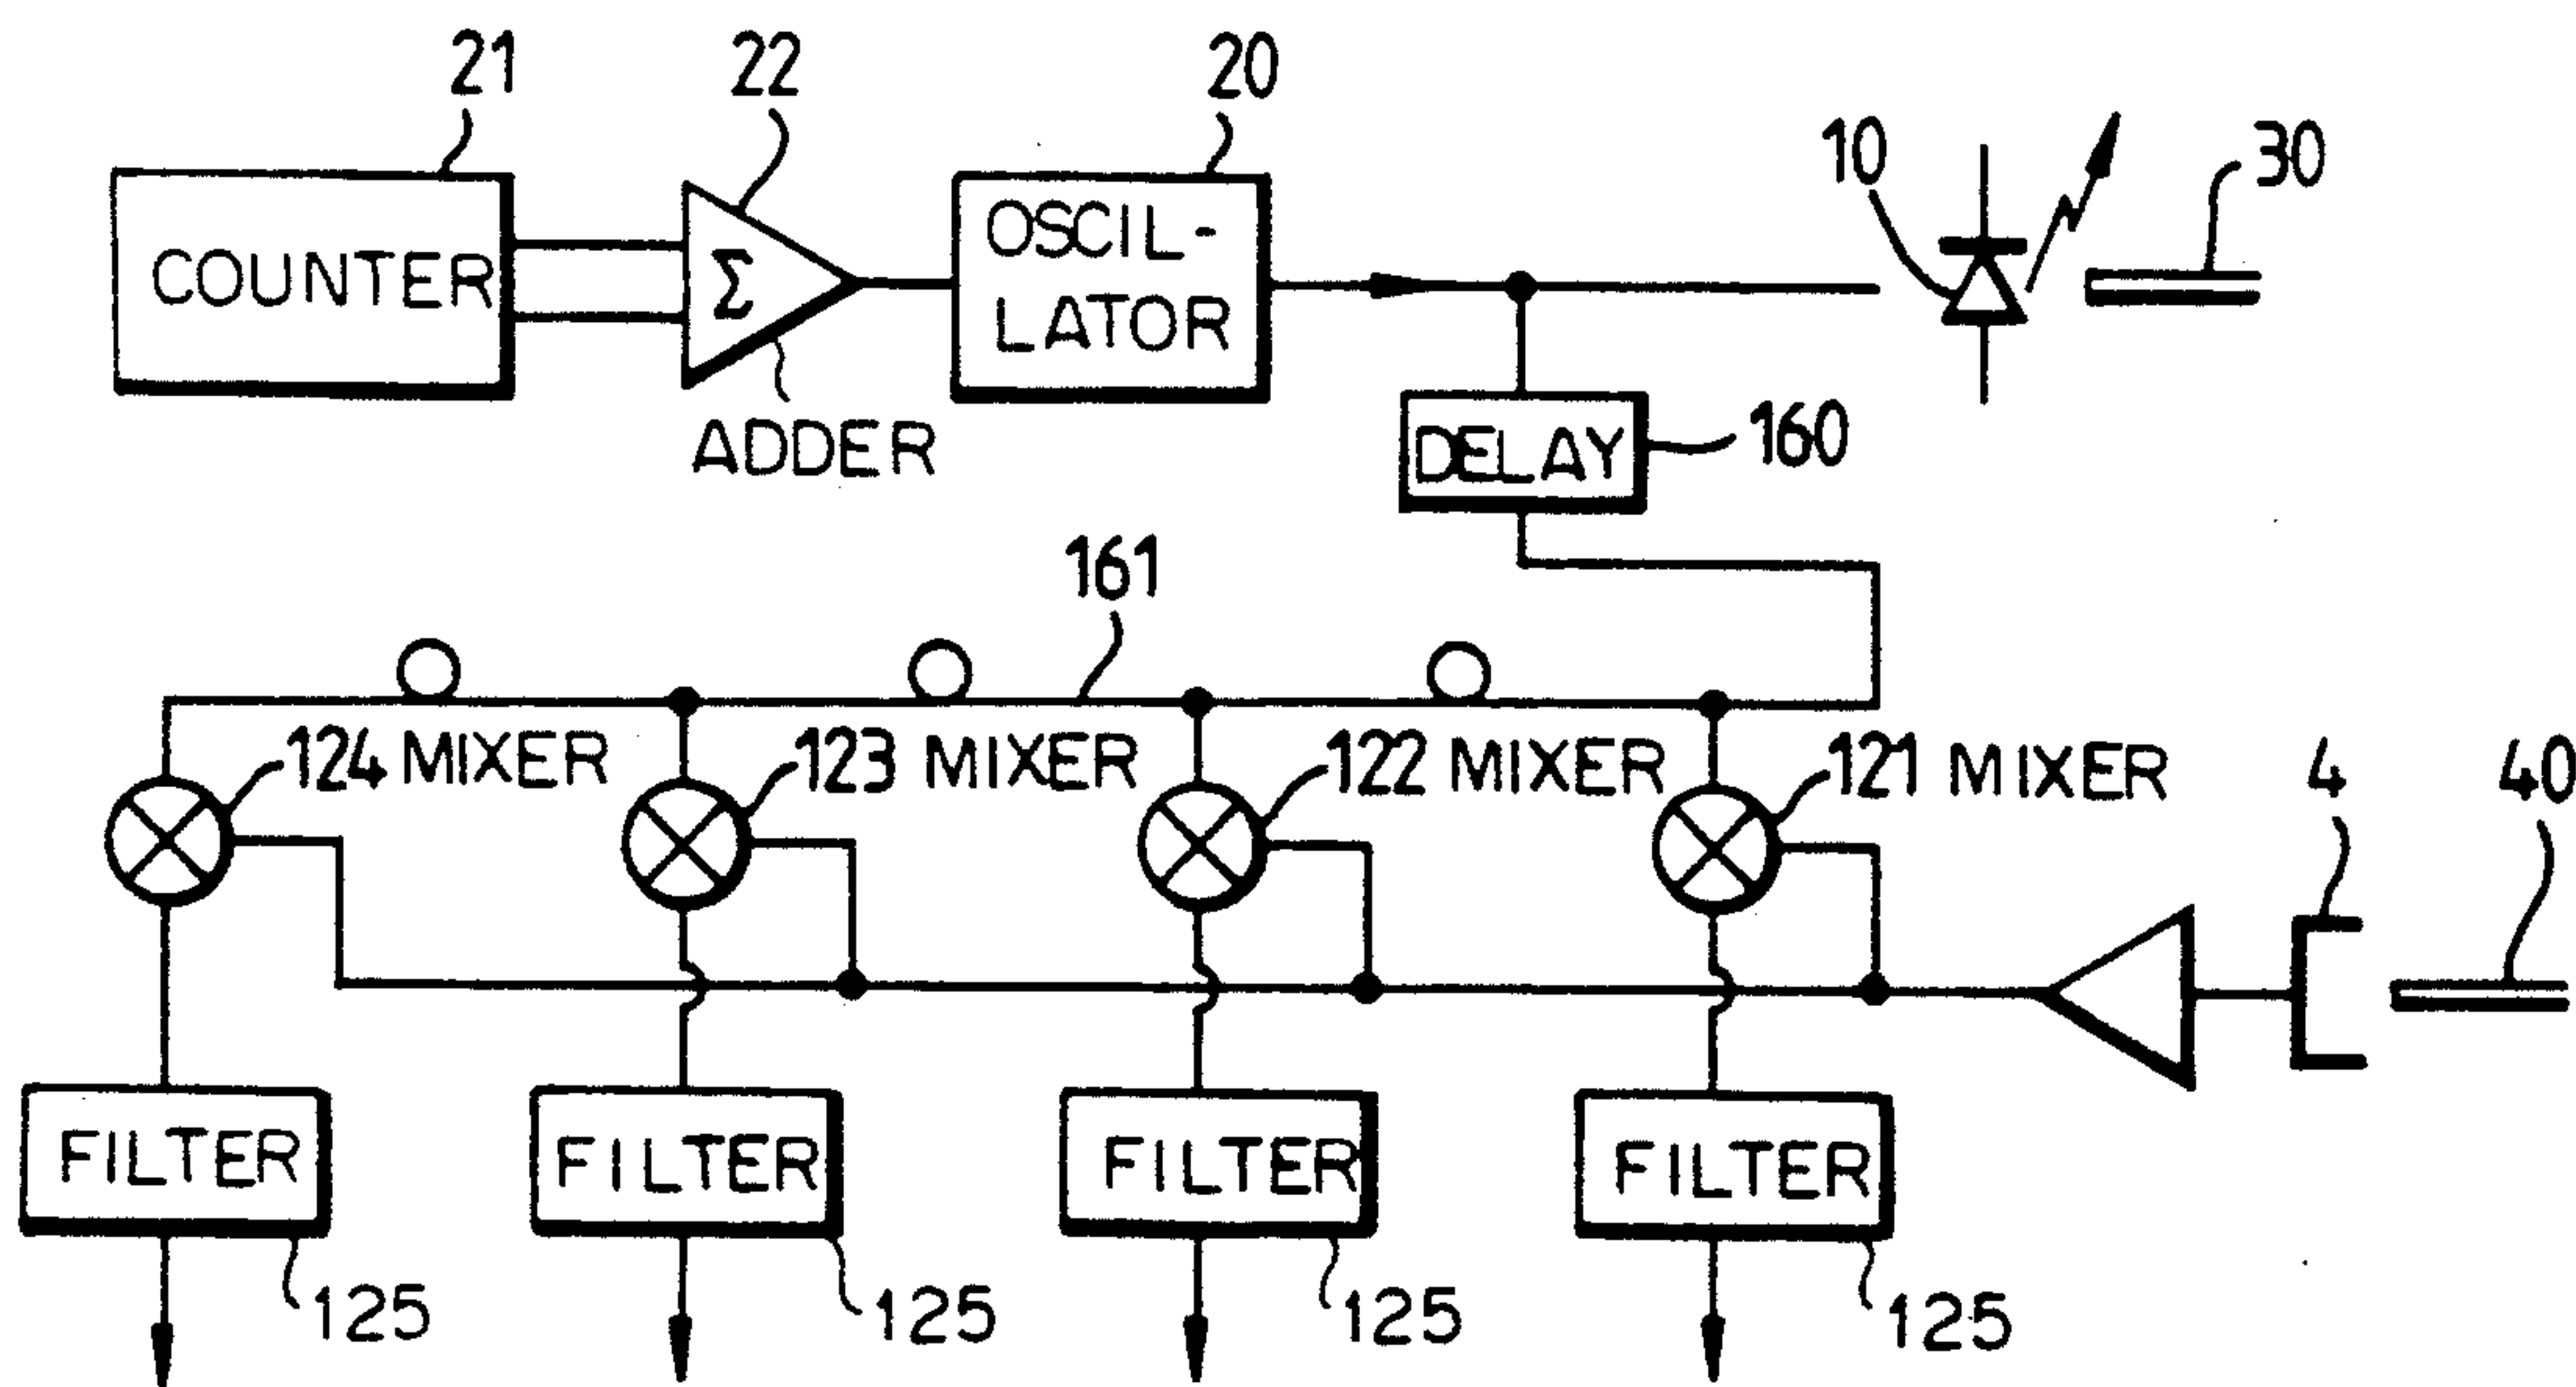 21
22
20
10
30
COUNTER
Σ
OSCIL-
LATOR
ADDER
DELAY
160
161
124 MIXER
123 MIXER
122 MIXER
121 MIXER
4
40
FILTER
FILTER
FILTER
FILTER
125
125
125
125